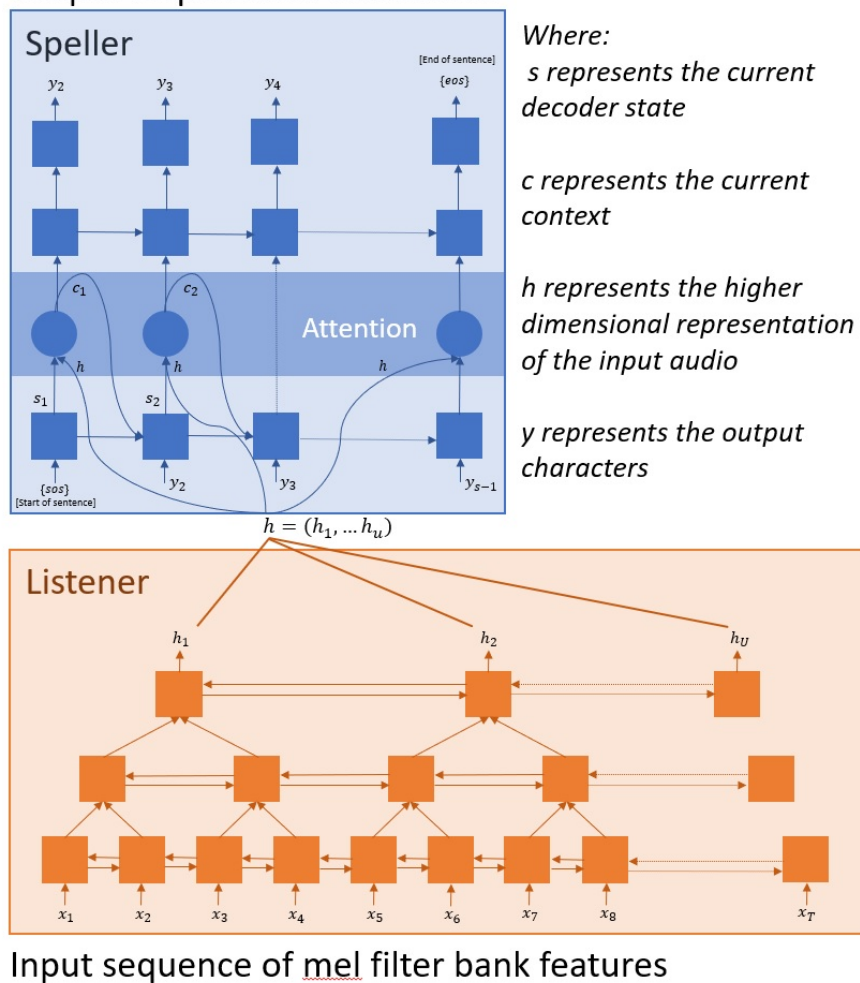 Speller
Where:
s represents the current
decoder state
c represents the current
context
h represents the higher
dimensional representation
of the input audio
y represents the output
characters
[End of sentence]
y₂ y₃ y₄ {eos}
c₁ c₂
Attention
h h h
s₁ s₂
{sos} y₂ y₃ yₛ₋₁
[Start of sentence]
h = (h₁, … hᵤ)
Listener
h₁ h₂ h_U
x₁ x₂ x₃ x₄ x₅ x₆ x₇ x₈ x_T
Input sequence of mel filter bank features